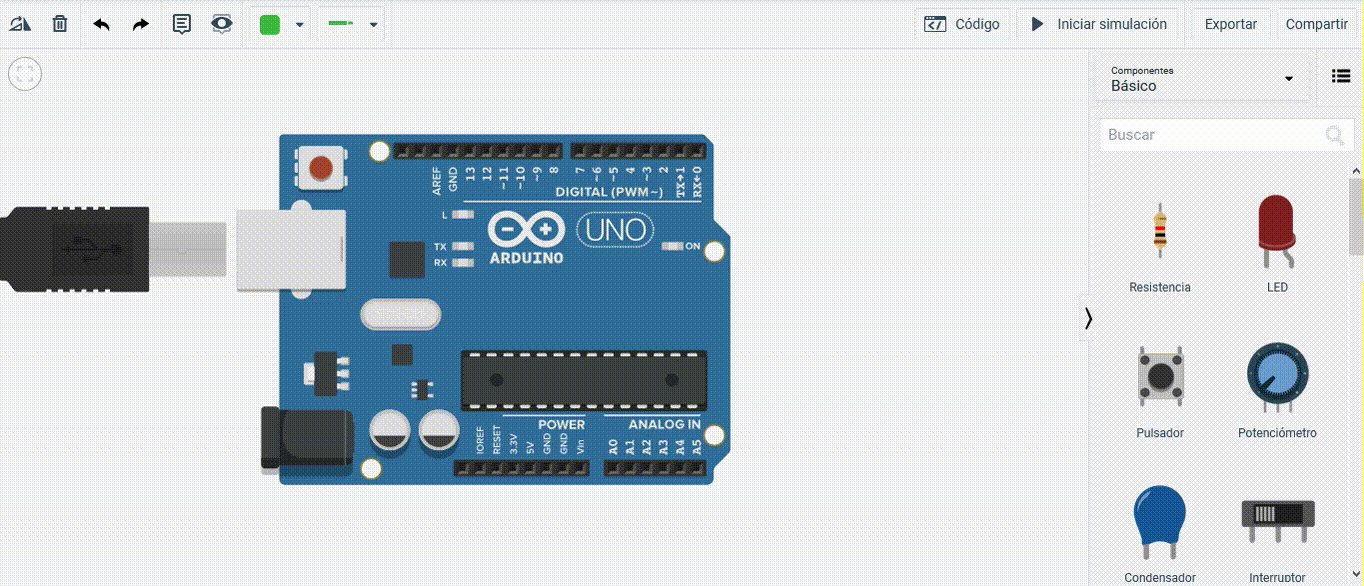 Código
Iniciar simulación
Exportar
Compartir
Componentes
Básico
Buscar
Resistencia
LED
Pulsador
Potenciómetro
Condensador
Interruptor
AREF
GND
13
12
~11
~10
~9
8
7
~6
~5
4
~3
2
TX→1
RX←0
DIGITAL (PWM~)
L
TX
RX
UNO
ARDUINO
ON
POWER
ANALOG IN
IOREF
RESET
3.3V
5V
GND
GND
Vin
A0
A1
A2
A3
A4
A5